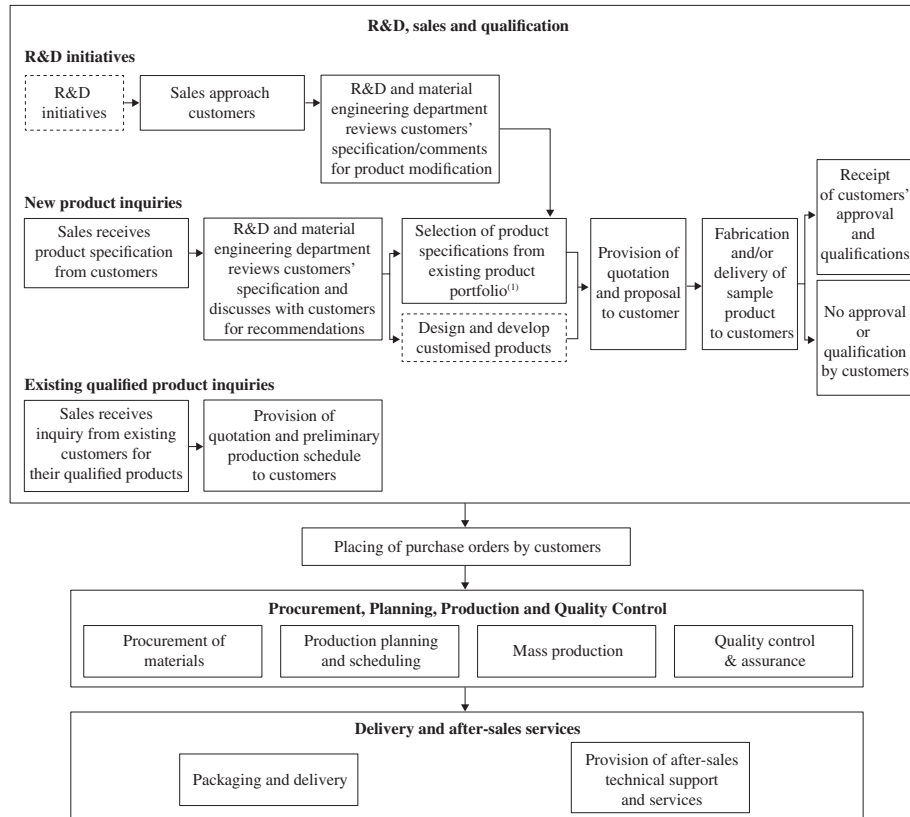 R&D, sales and qualification
R&D initiatives
R&D
initiatives
Sales approach
customers
R&D and material
engineering department
reviews customers'
specification/comments
for product modification
New product inquiries
Sales receives
product specification
from customers
R&D and material
engineering department
reviews customers'
specification and
discusses with customers
for recommendations
Selection of product
specifications from
existing product
portfolio(1)
Design and develop
customised products
Provision of
quotation
and proposal
to customer
Fabrication
and/or
delivery of
sample
product
to customers
Receipt
of customers'
approval
and
qualifications
No approval
or
qualification
by customers
Existing qualified product inquiries
Sales receives
inquiry from existing
customers for
their qualified products
Provision of
quotation and preliminary
production schedule
to customers
Placing of purchase orders by customers
Procurement, Planning, Production and Quality Control
Procurement of
materials
Production planning
and scheduling
Mass production
Quality control
& assurance
Delivery and after-sales services
Packaging and delivery
Provision of after-sales
technical support
and services